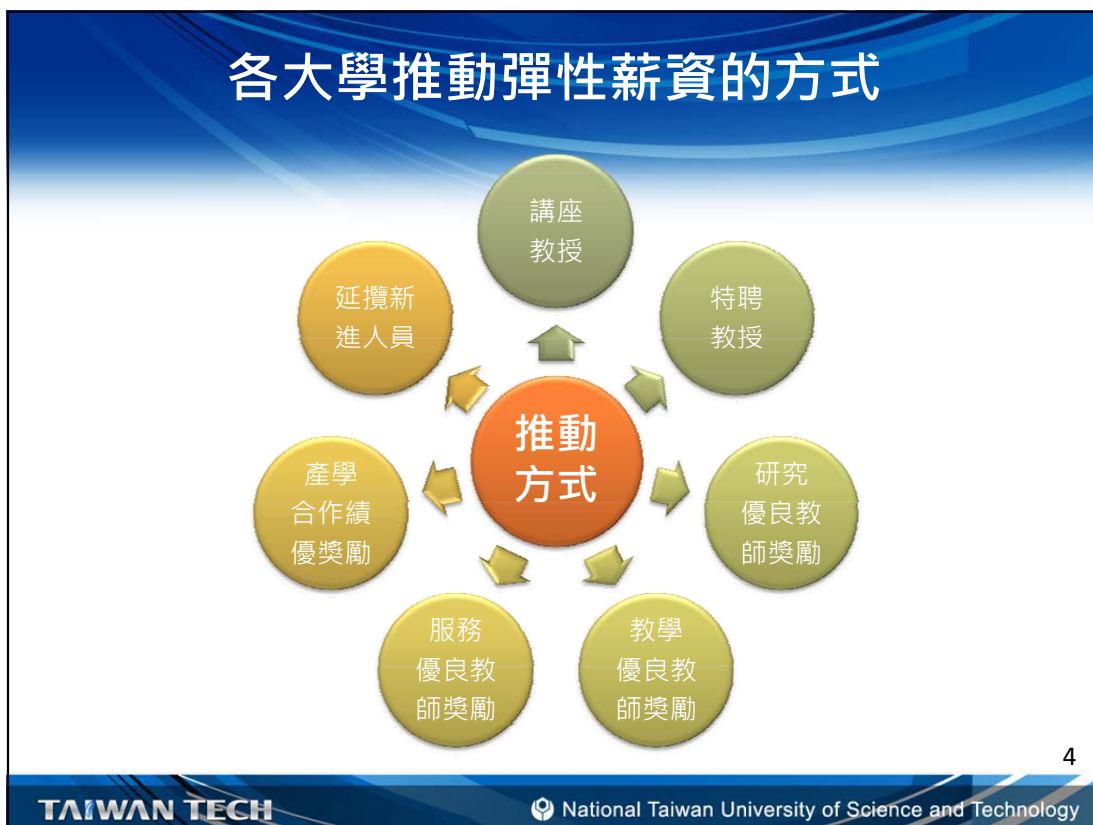 各大學推動彈性薪資的方式
講座
教授
特聘
教授
研究
優良教
師獎勵
教學
優良教
師獎勵
服務
優良教
師獎勵
產學
合作績
優獎勵
延攬新
進人員
推動
方式
4
TAIWAN TECH
National Taiwan University of Science and Technology